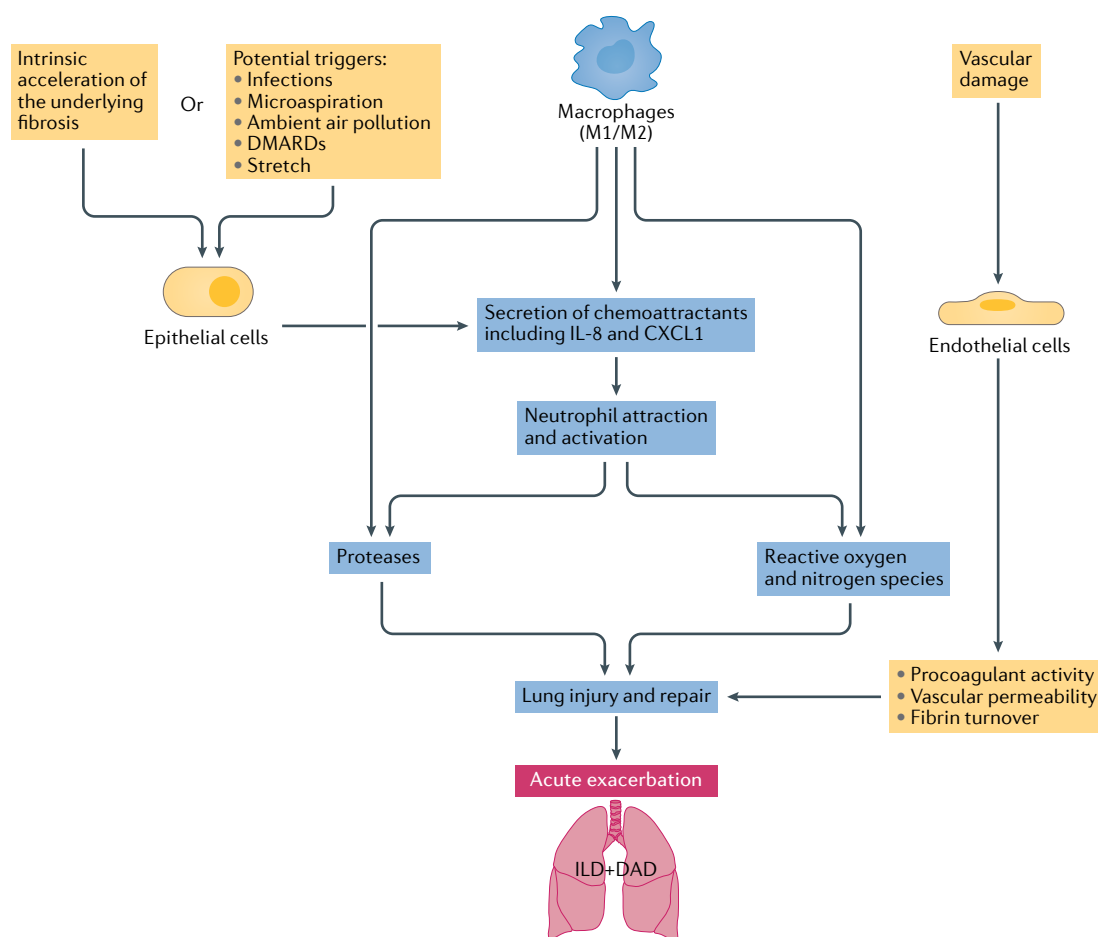 Intrinsic
acceleration of
the underlying
fibrosis
Or
Potential triggers:
• Infections
• Microaspiration
• Ambient air pollution
• DMARDs
• Stretch
Macrophages
(M1/M2)
Vascular
damage
Epithelial cells
Secretion of chemoattractants
including IL-8 and CXCL1
Endothelial cells
Neutrophil attraction
and activation
Proteases
Reactive oxygen
and nitrogen species
Lung injury and repair
• Procoagulant activity
• Vascular permeability
• Fibrin turnover
Acute exacerbation
ILD+DAD